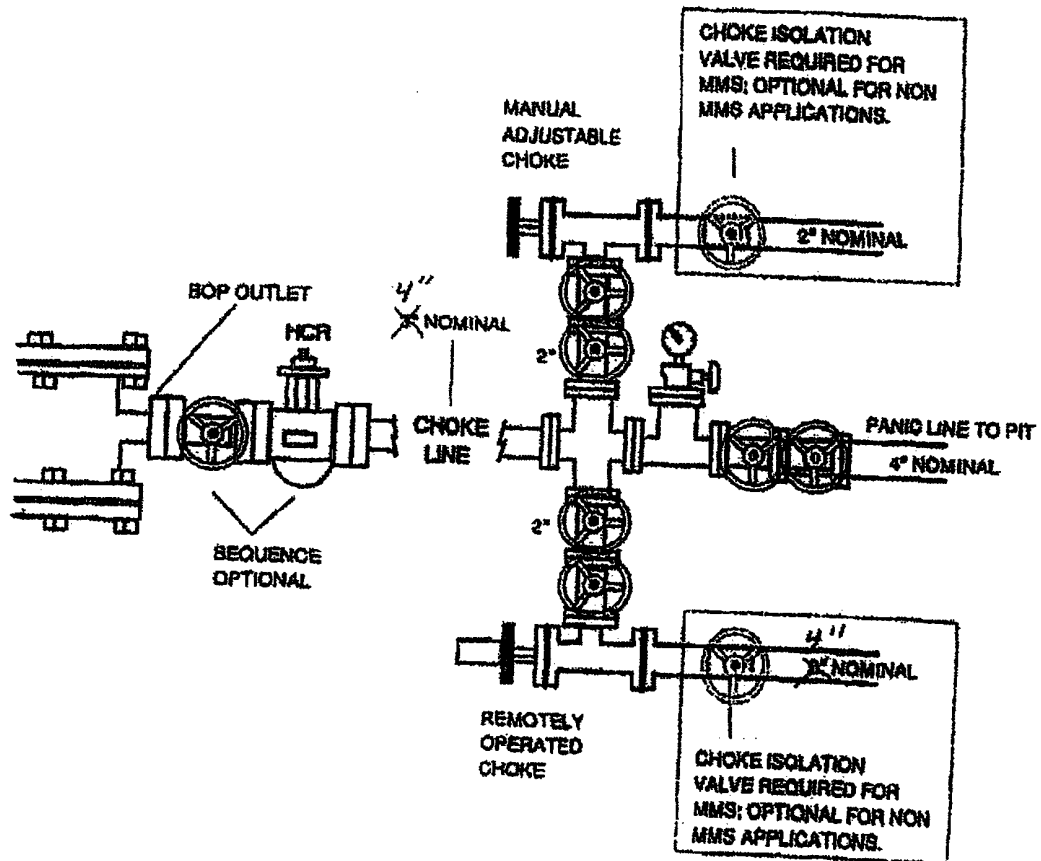 CHOKE ISOLATION
VALVE REQUIRED FOR
MMS; OPTIONAL FOR NON
MMS APPLICATIONS.
MANUAL
ADJUSTABLE
CHOKE
2" NOMINAL
BOP OUTLET
HCR
4"
NOMINAL
2"
CHOKE
LINE
PANIC LINE TO PIT
4" NOMINAL
2"
SEQUENCE
OPTIONAL
4"
NOMINAL
REMOTELY
OPERATED
CHOKE
CHOKE ISOLATION
VALVE REQUIRED FOR
MMS; OPTIONAL FOR NON
MMS APPLICATIONS.